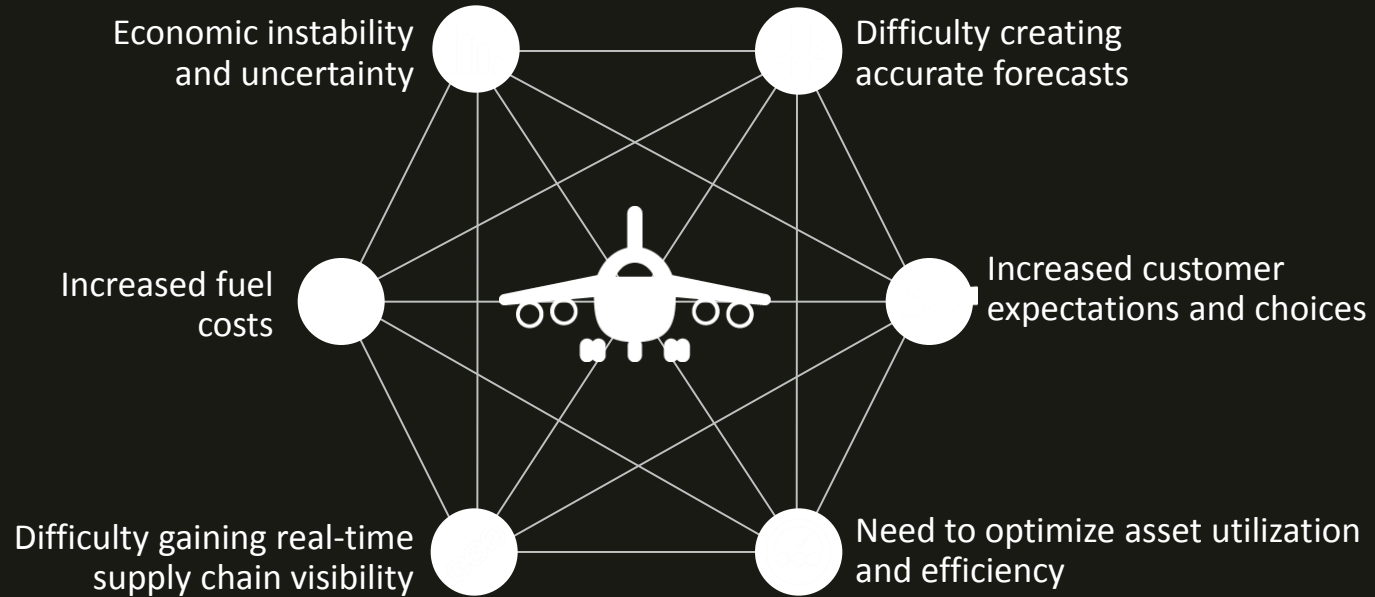 Economic instability
and uncertainty
Difficulty creating
accurate forecasts
Increased fuel
costs
Increased customer
expectations and choices
Difficulty gaining real-time
supply chain visibility
Need to optimize asset utilization
and efficiency